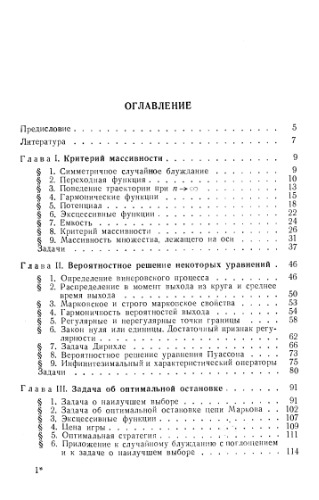 ОГЛАВЛЕНИЕ
Предисловие . . . 5
Литература . . . 7
Глава I. Критерий массивности . . . 9
§ 1. Симметричное случайное блуждание . . . 9
§ 2. Переходная функция . . . 10
§ 3. Поведение траектории при n→∞ . . . 13
§ 4. Гармонические функции . . . 15
§ 5. Потенциал . . . 18
§ 6. Эксцессивные функции . . . 22
§ 7. Емкость . . . 24
§ 8. Критерий массивности . . . 26
§ 9. Массивность множества, лежащего на оси . . . 31
Задачи . . . 37
Глава II. Вероятностное решение некоторых уравнений . 46
§ 1. Определение винеровского процесса . . . 46
§ 2. Распределение в момент выхода из круга и среднее
время выхода . . . 50
§ 3. Марковское и строго марковское свойства . . . 53
§ 4. Гармоничность вероятностей выхода . . . 54
§ 5. Регулярные и нерегулярные точки границы . . . 58
§ 6. Закон нуля или единицы. Достаточный признак регу-
лярности . . . 62
§ 7. Задача Дирихле . . . 66
§ 8. Вероятностное решение уравнения Пуассона . . . 73
§ 9. Инфинитезимальный и характеристический операторы 75
Задачи . . . 80
Глава III. Задача об оптимальной остановке . . . 91
§ 1. Задача о наилучшем выборе . . . 91
§ 2. Задача об оптимальной остановке цепи Маркова . . . 102
§ 3. Эксцессивные функции . . . 107
§ 4. Цена игры . . . 109
§ 5. Оптимальная стратегия . . . 111
§ 6. Приложение к случайному блужданию с поглощением
и к задаче о наилучшем выборе . . . 114
1*